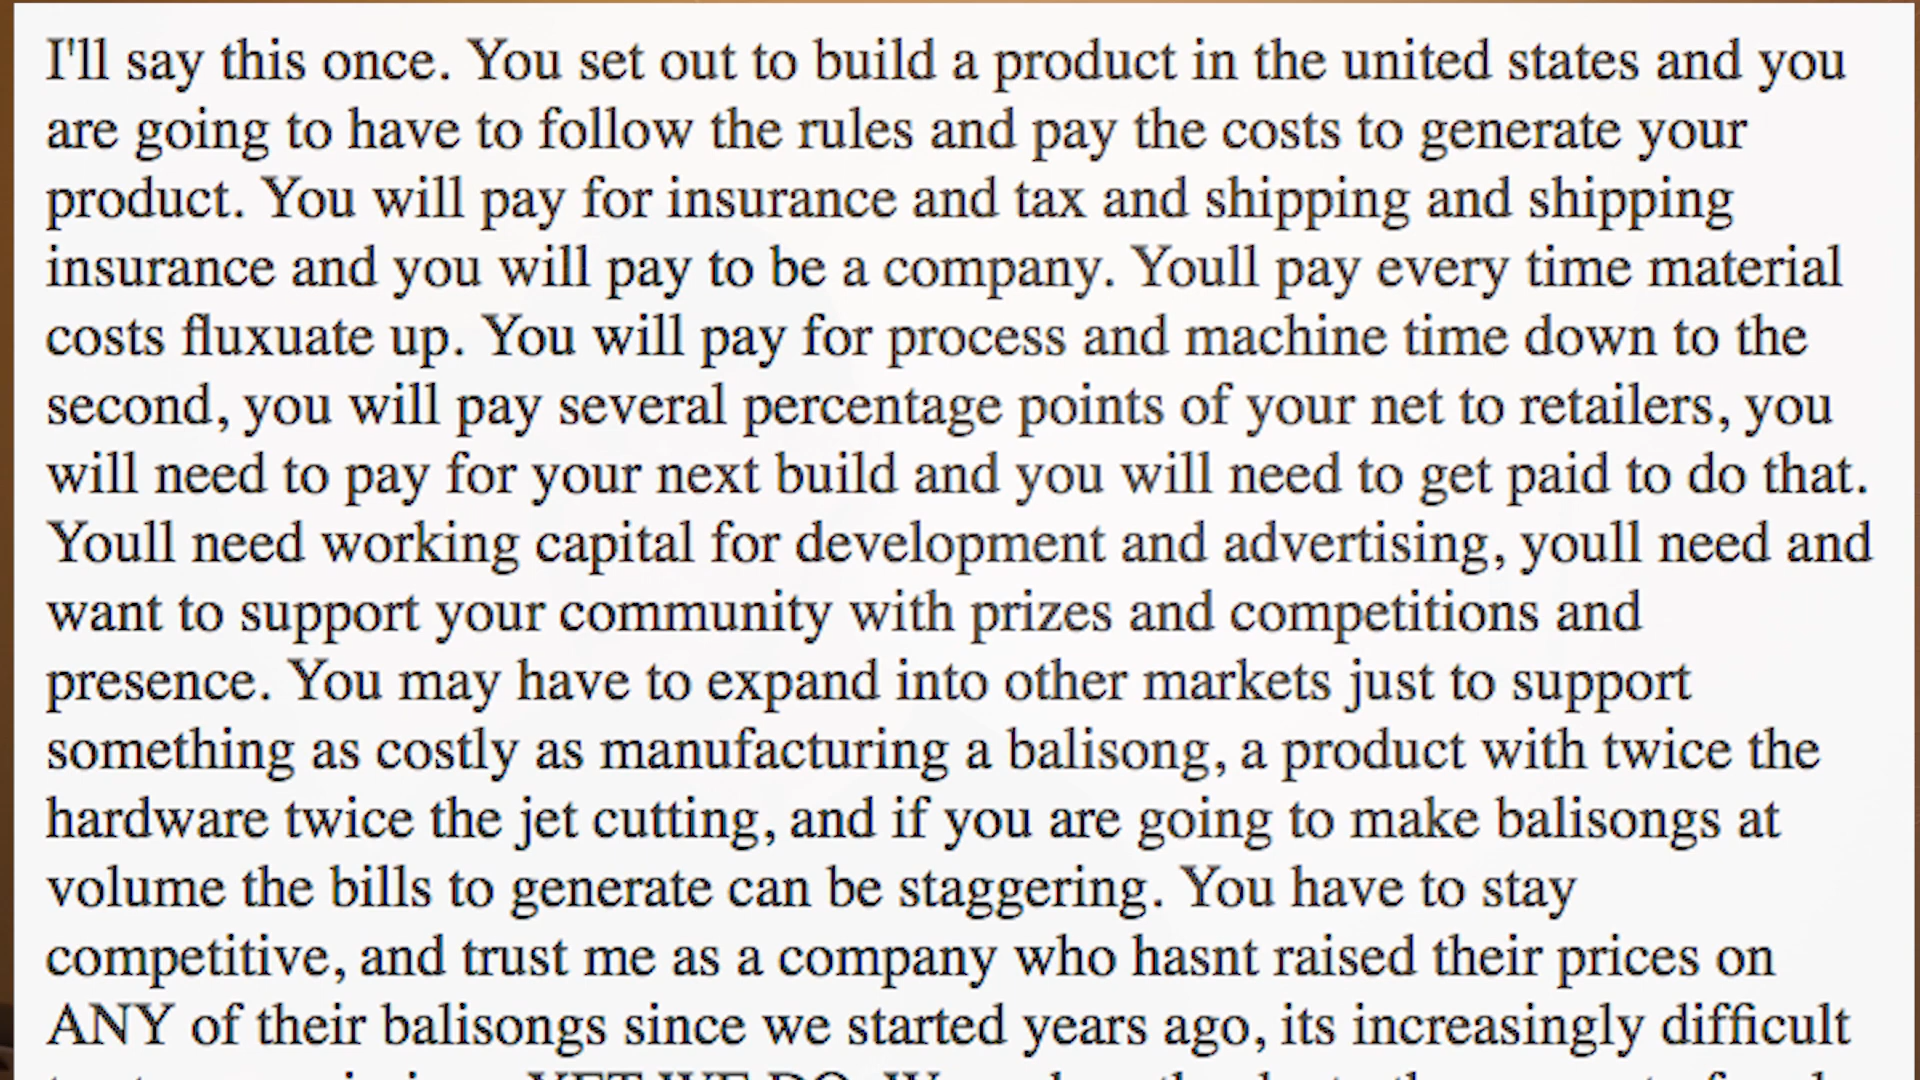 I'll say this once. You set out to build a product in the united states and you
are going to have to follow the rules and pay the costs to generate your
product. You will pay for insurance and tax and shipping and shipping
insurance and you will pay to be a company. Youll pay every time material
costs fluxuate up. You will pay for process and machine time down to the
second, you will pay several percentage points of your net to retailers, you
will need to pay for your next build and you will need to get paid to do that.
Youll need working capital for development and advertising, youll need and
want to support your community with prizes and competitions and
presence. You may have to expand into other markets just to support
something as costly as manufacturing a balisong, a product with twice the
hardware twice the jet cutting, and if you are going to make balisongs at
volume the bills to generate can be staggering. You have to stay
competitive, and trust me as a company who hasnt raised their prices on
ANY of their balisongs since we started years ago, its increasingly difficult
YET WE DO.